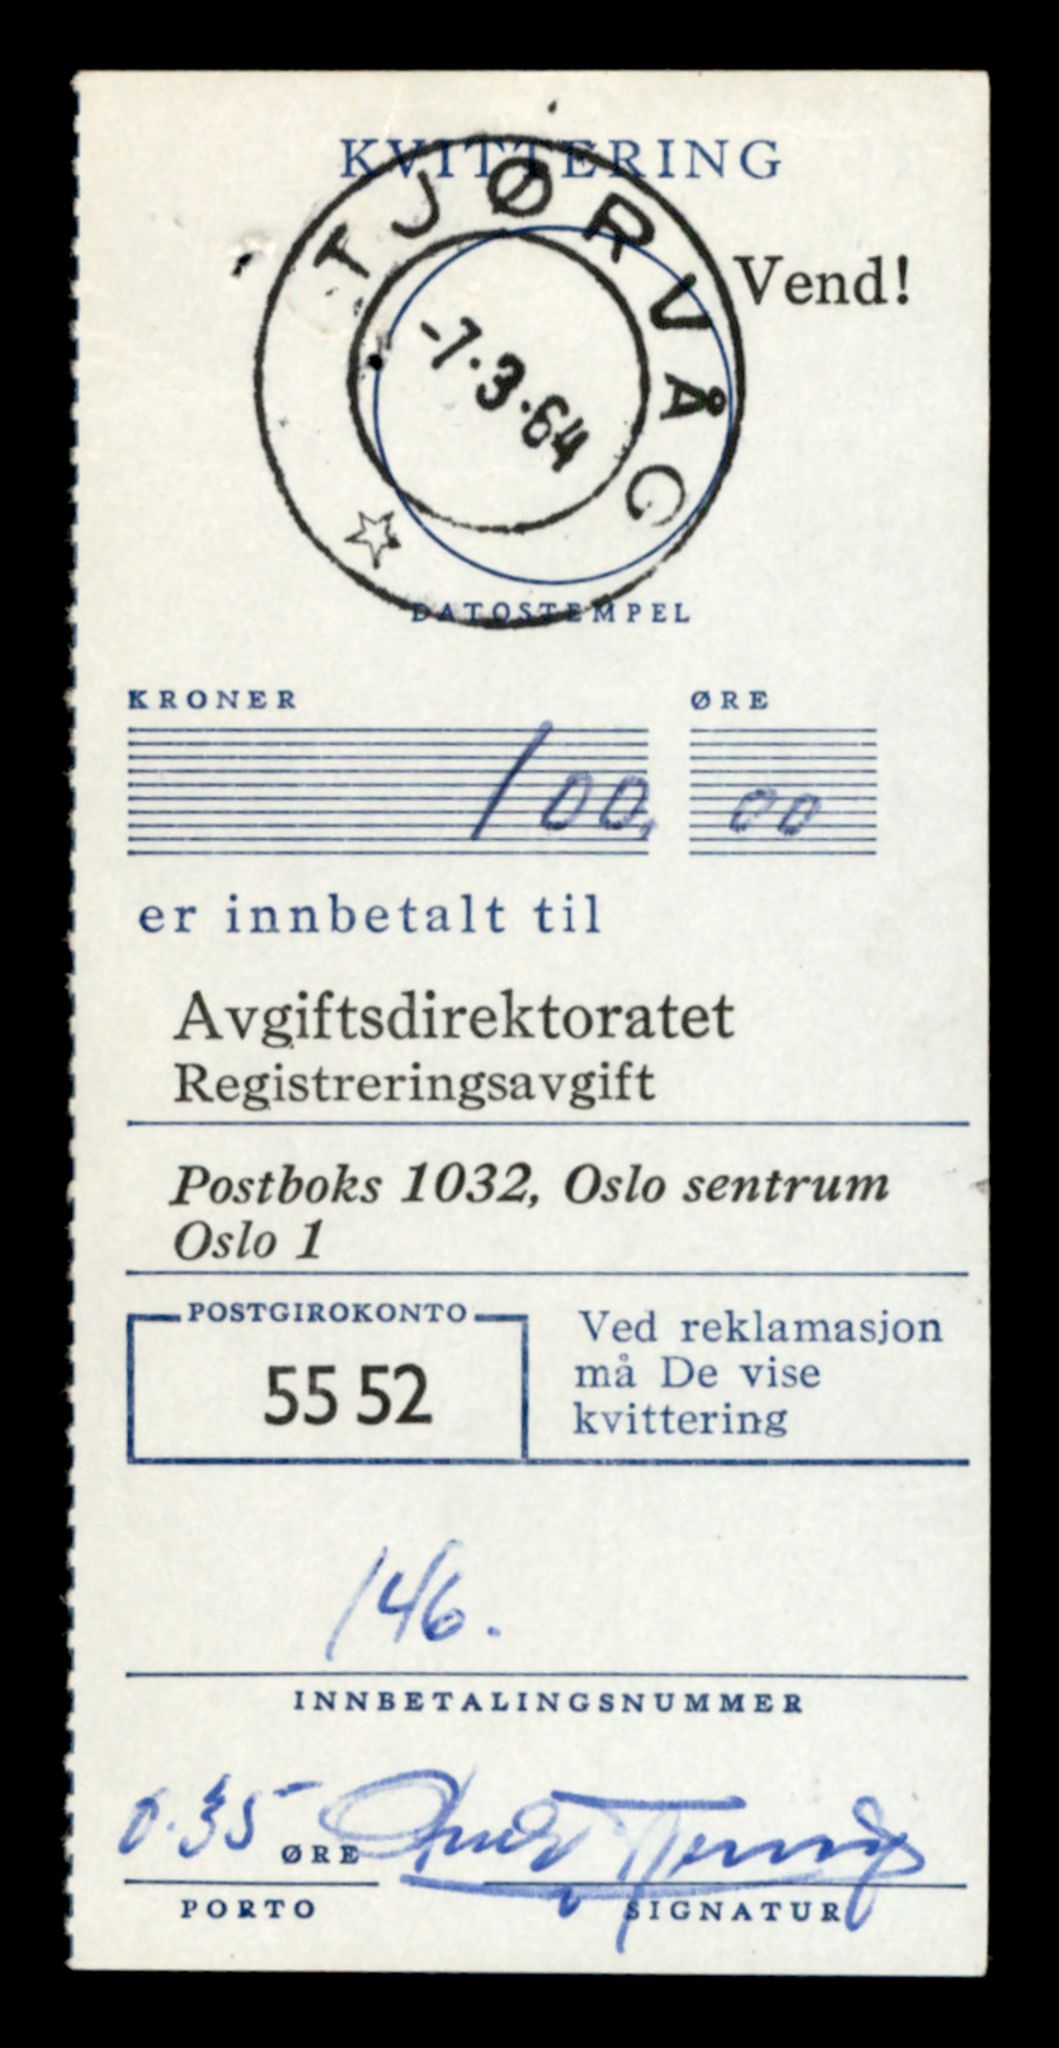 KVITTERING
TJØRVÅG
-7.3.64
Vend!
DATOSTEMPEL
KRONER ØRE
100, 00
er innbetalt til
Avgiftsdirektoratet
Registreringsavgift
Postboks 1032, Oslo sentrum
Oslo 1
POSTGIROKONTO
55 52
Ved reklamasjon
må De vise
kvittering
146.
INNBETALINGSNUMMER
0.35 ØRE
PORTO SIGNATUR